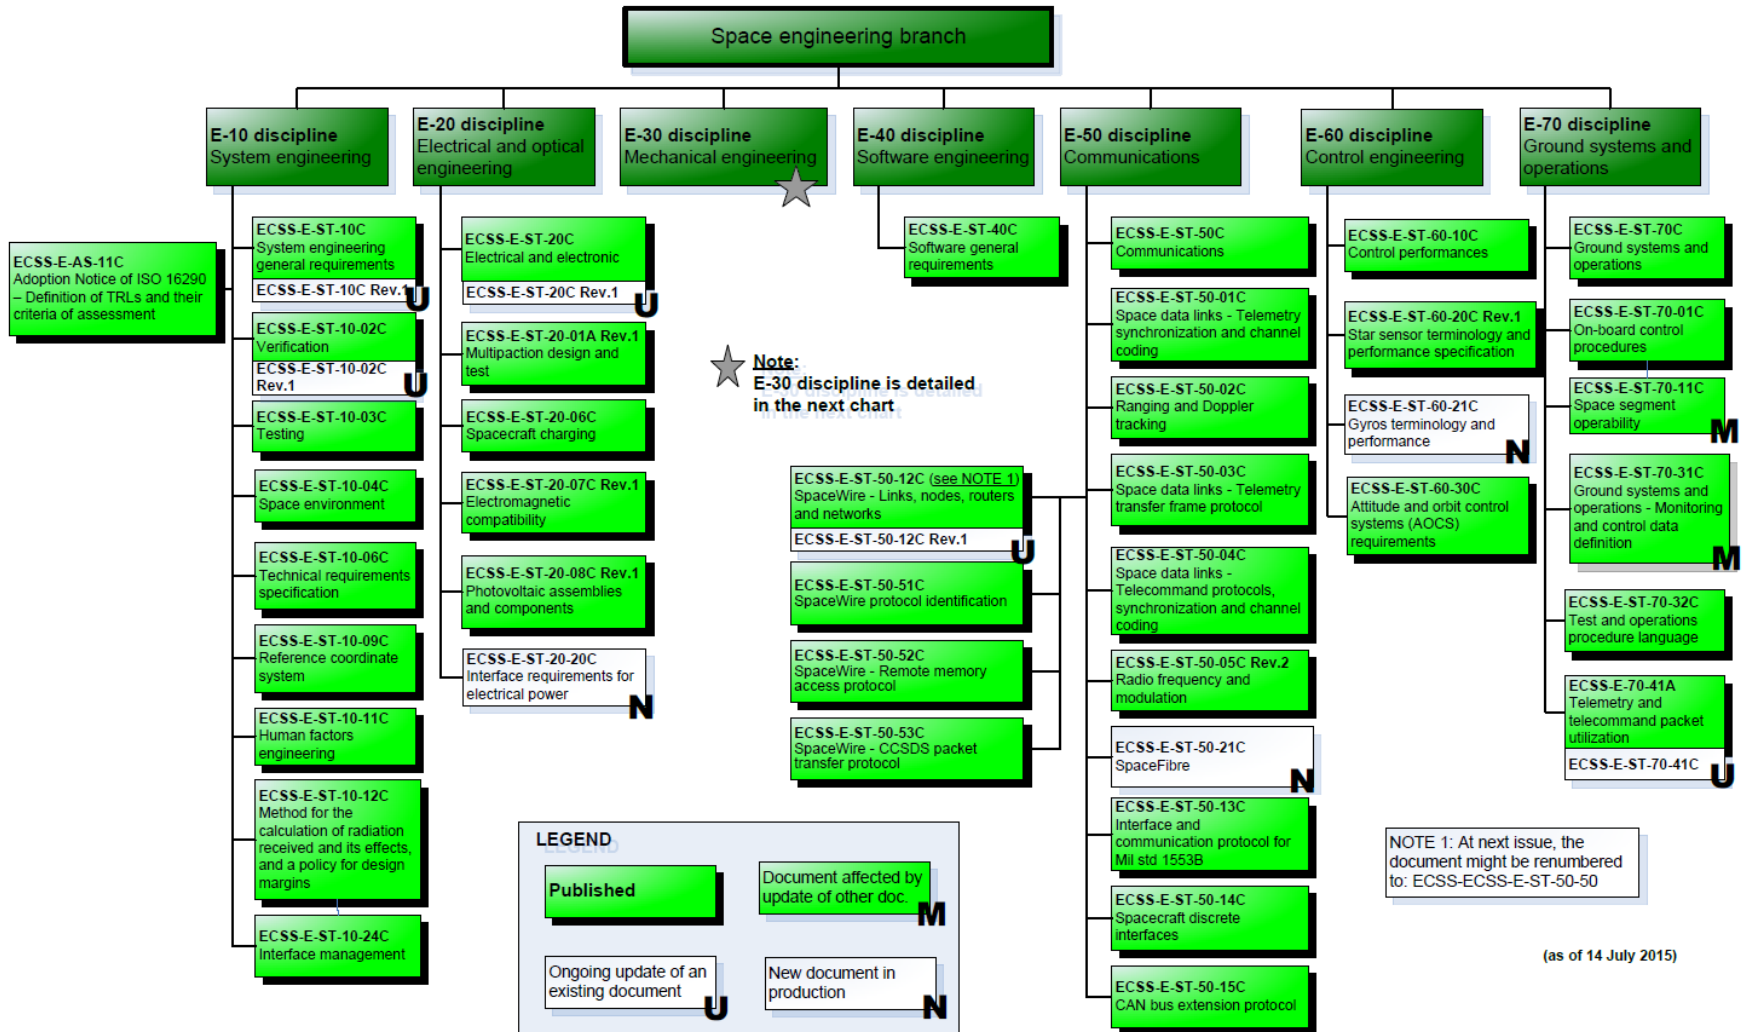 Space engineering branch
E-10 discipline
System engineering
E-20 discipline
Electrical and optical
engineering
E-30 discipline
Mechanical engineering
E-40 discipline
Software engineering
E-50 discipline
Communications
E-60 discipline
Control engineering
E-70 discipline
Ground systems and
operations
ECSS-E-AS-11C
Adoption Notice of ISO 16290
– Definition of TRLs and their
criteria of assessment
ECSS-E-ST-10C
System engineering
general requirements
ECSS-E-ST-10C Rev.1
U
ECSS-E-ST-10-02C
Verification
ECSS-E-ST-10-02C
Rev.1
U
ECSS-E-ST-10-03C
Testing
ECSS-E-ST-10-04C
Space environment
ECSS-E-ST-10-06C
Technical requirements
specification
ECSS-E-ST-10-09C
Reference coordinate
system
ECSS-E-ST-10-11C
Human factors
engineering
ECSS-E-ST-10-12C
Method for the
calculation of radiation
received and its effects,
and a policy for design
margins
ECSS-E-ST-10-24C
Interface management
ECSS-E-ST-20C
Electrical and electronic
ECSS-E-ST-20C Rev.1
U
ECSS-E-ST-20-01A Rev.1
Multipaction design and
test
ECSS-E-ST-20-06C
Spacecraft charging
ECSS-E-ST-20-07C Rev.1
Electromagnetic
compatibility
ECSS-E-ST-20-08C Rev.1
Photovoltaic assemblies
and components
ECSS-E-ST-20-20C
Interface requirements for
electrical power
N
Note:
E-30 discipline is detailed
in the next chart
ECSS-E-ST-40C
Software general
requirements
ECSS-E-ST-50-12C (see NOTE 1)
SpaceWire - Links, nodes, routers
and networks
ECSS-E-ST-50-12C Rev.1
U
ECSS-E-ST-50-51C
SpaceWire protocol identification
ECSS-E-ST-50-52C
SpaceWire - Remote memory
access protocol
ECSS-E-ST-50-53C
SpaceWire - CCSDS packet
transfer protocol
ECSS-E-ST-50C
Communications
ECSS-E-ST-50-01C
Space data links - Telemetry
synchronization and channel
coding
ECSS-E-ST-50-02C
Ranging and Doppler
tracking
ECSS-E-ST-50-03C
Space data links - Telemetry
transfer frame protocol
ECSS-E-ST-50-04C
Space data links -
Telecommand protocols,
synchronization and channel
coding
ECSS-E-ST-50-05C Rev.2
Radio frequency and
modulation
ECSS-E-ST-50-21C
SpaceFibre
N
ECSS-E-ST-50-13C
Interface and
communication protocol for
Mil std 1553B
ECSS-E-ST-50-14C
Spacecraft discrete
interfaces
ECSS-E-ST-50-15C
CAN bus extension protocol
ECSS-E-ST-60-10C
Control performances
ECSS-E-ST-60-20C Rev.1
Star sensor terminology and
performance specification
ECSS-E-ST-60-21C
Gyros terminology and
performance
N
ECSS-E-ST-60-30C
Attitude and orbit control
systems (AOCS)
requirements
ECSS-E-ST-70C
Ground systems and
operations
ECSS-E-ST-70-01C
On-board control
procedures
ECSS-E-ST-70-11C
Space segment
operability
M
ECSS-E-ST-70-31C
Ground systems and
operations - Monitoring
and control data
definition
M
ECSS-E-ST-70-32C
Test and operations
procedure language
ECSS-E-70-41A
Telemetry and
telecommand packet
utilization
ECSS-E-ST-70-41C
U
LEGEND
Published
Document affected by
update of other doc.
M
Ongoing update of an
existing document
U
New document in
production
N
NOTE 1: At next issue, the
document might be renumbered
to: ECSS-ECSS-E-ST-50-50
(as of 14 July 2015)